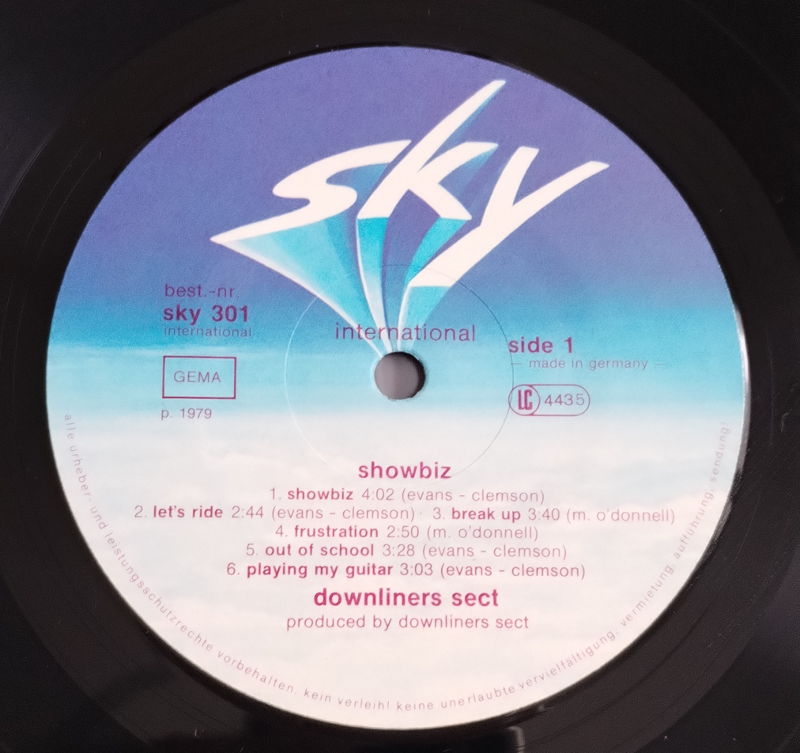 sky
best.-nr.
sky 301
international
international
side 1
— made in germany —
GEMA
LC 4435
p. 1979
showbiz
1. showbiz 4:02 (evans - clemson)
2. let's ride 2:44 (evans - clemson) · 3. break up 3:40 (m. o'donnell)
4. frustration 2:50 (m. o'donnell)
5. out of school 3:28 (evans - clemson)
6. playing my guitar 3:03 (evans - clemson)
downliners sect
produced by downliners sect
alle urheber- und leistungsschutzrechte vorbehalten, kein verleih! keine unerlaubte vervielfältigung, vermietung, aufführung, sendung!